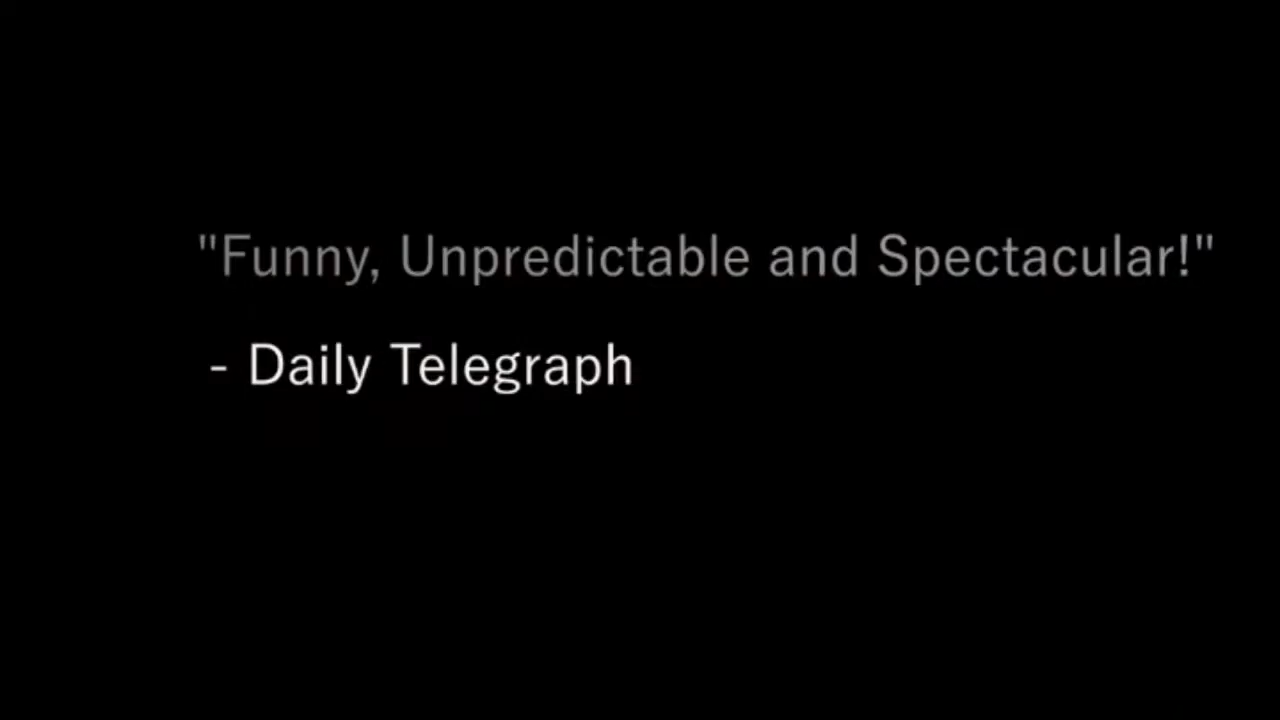 "Funny, Unpredictable and Spectacular!"
- Daily Telegraph